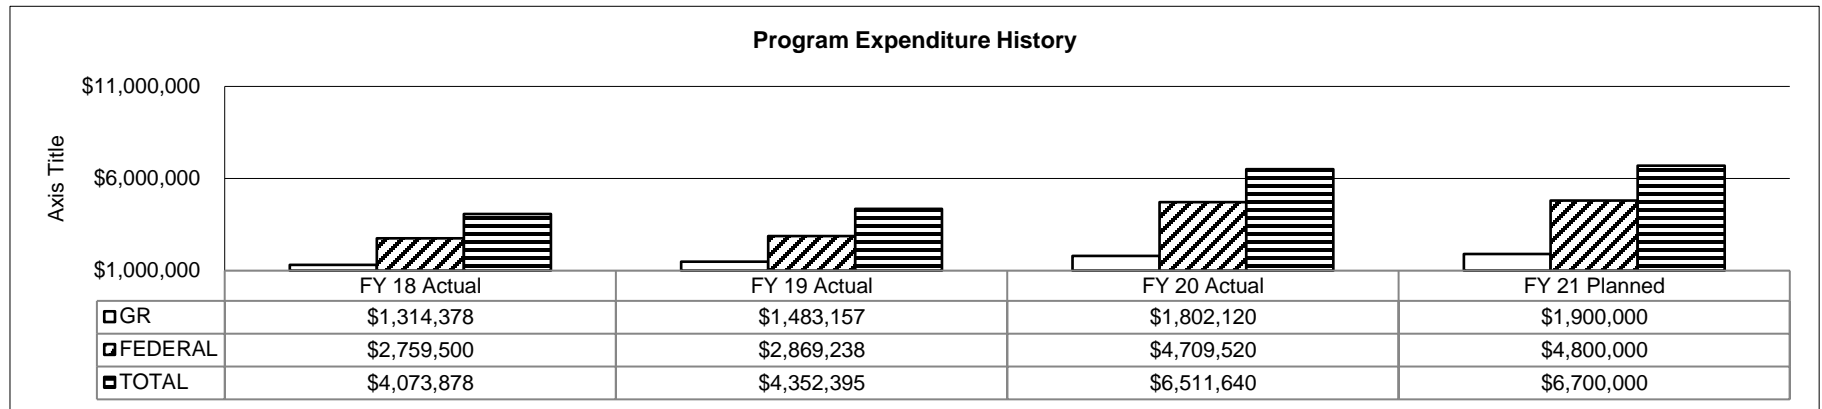 Program Expenditure History
$11,000,000
Axis Title
$6,000,000
$1,000,000
FY 18 Actual FY 19 Actual FY 20 Actual FY 21 Planned
GR $1,314,378 $1,483,157 $1,802,120 $1,900,000
FEDERAL $2,759,500 $2,869,238 $4,709,520 $4,800,000
TOTAL $4,073,878 $4,352,395 $6,511,640 $6,700,000